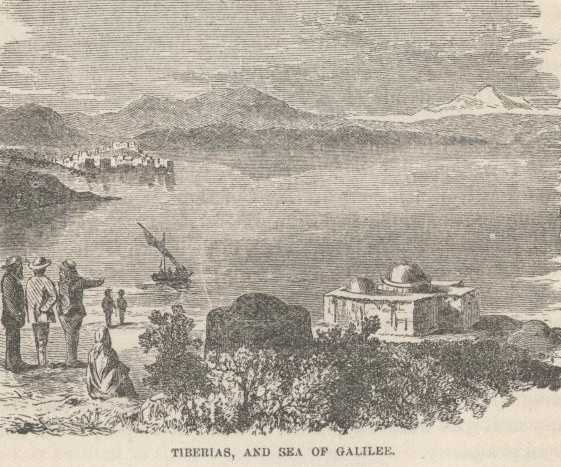 TIBERIAS, AND SEA OF GALILEE.